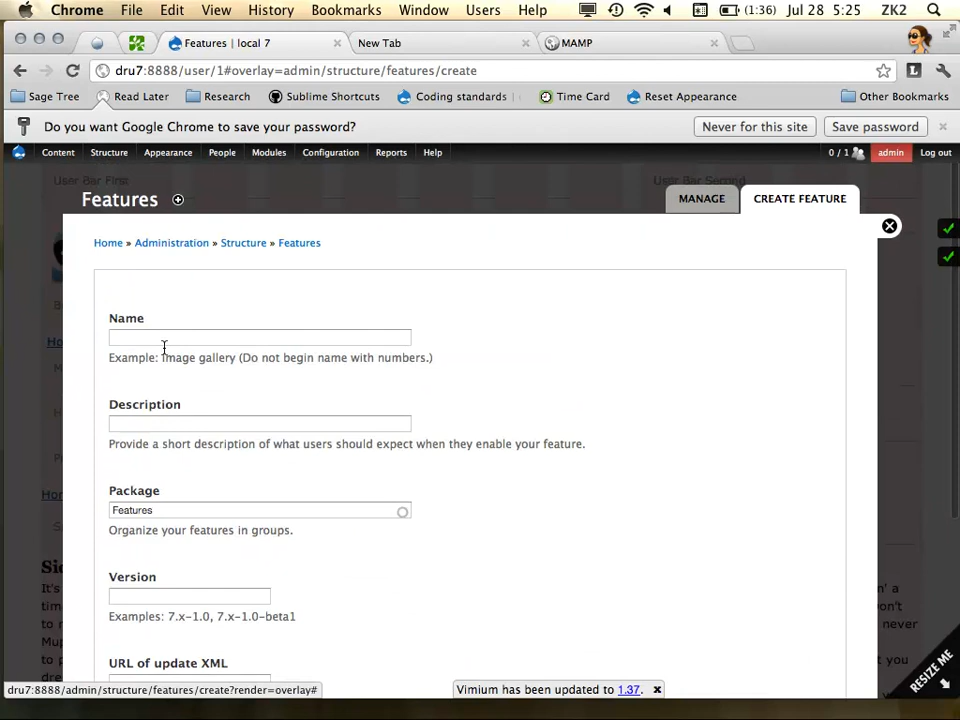 Chrome File Edit View History Bookmarks Window Users Help (1:36) Jul 28 5:25 ZK2
Features | local 7 New Tab MAMP
dru7:8888/user/1#overlay=admin/structure/features/create
Sage Tree Read Later Research Sublime Shortcuts Coding standards | Time Card Reset Appearance Other Bookmarks
Do you want Google Chrome to save your password? Never for this site Save password
Content Structure Appearance People Modules Configuration Reports Help 0 / 1 admin Log out
User Bar First User Bar Second
Features MANAGE CREATE FEATURE
Home » Administration » Structure » Features
Name
Example: Image gallery (Do not begin name with numbers.)
Description
Provide a short description of what users should expect when they enable your feature.
Package
Features
Organize your features in groups.
Version
Examples: 7.x-1.0, 7.x-1.0-beta1
URL of update XML
RESIZE ME
dru7:8888/admin/structure/features/create?render=overlay#
Vimium has been updated to 1.37.